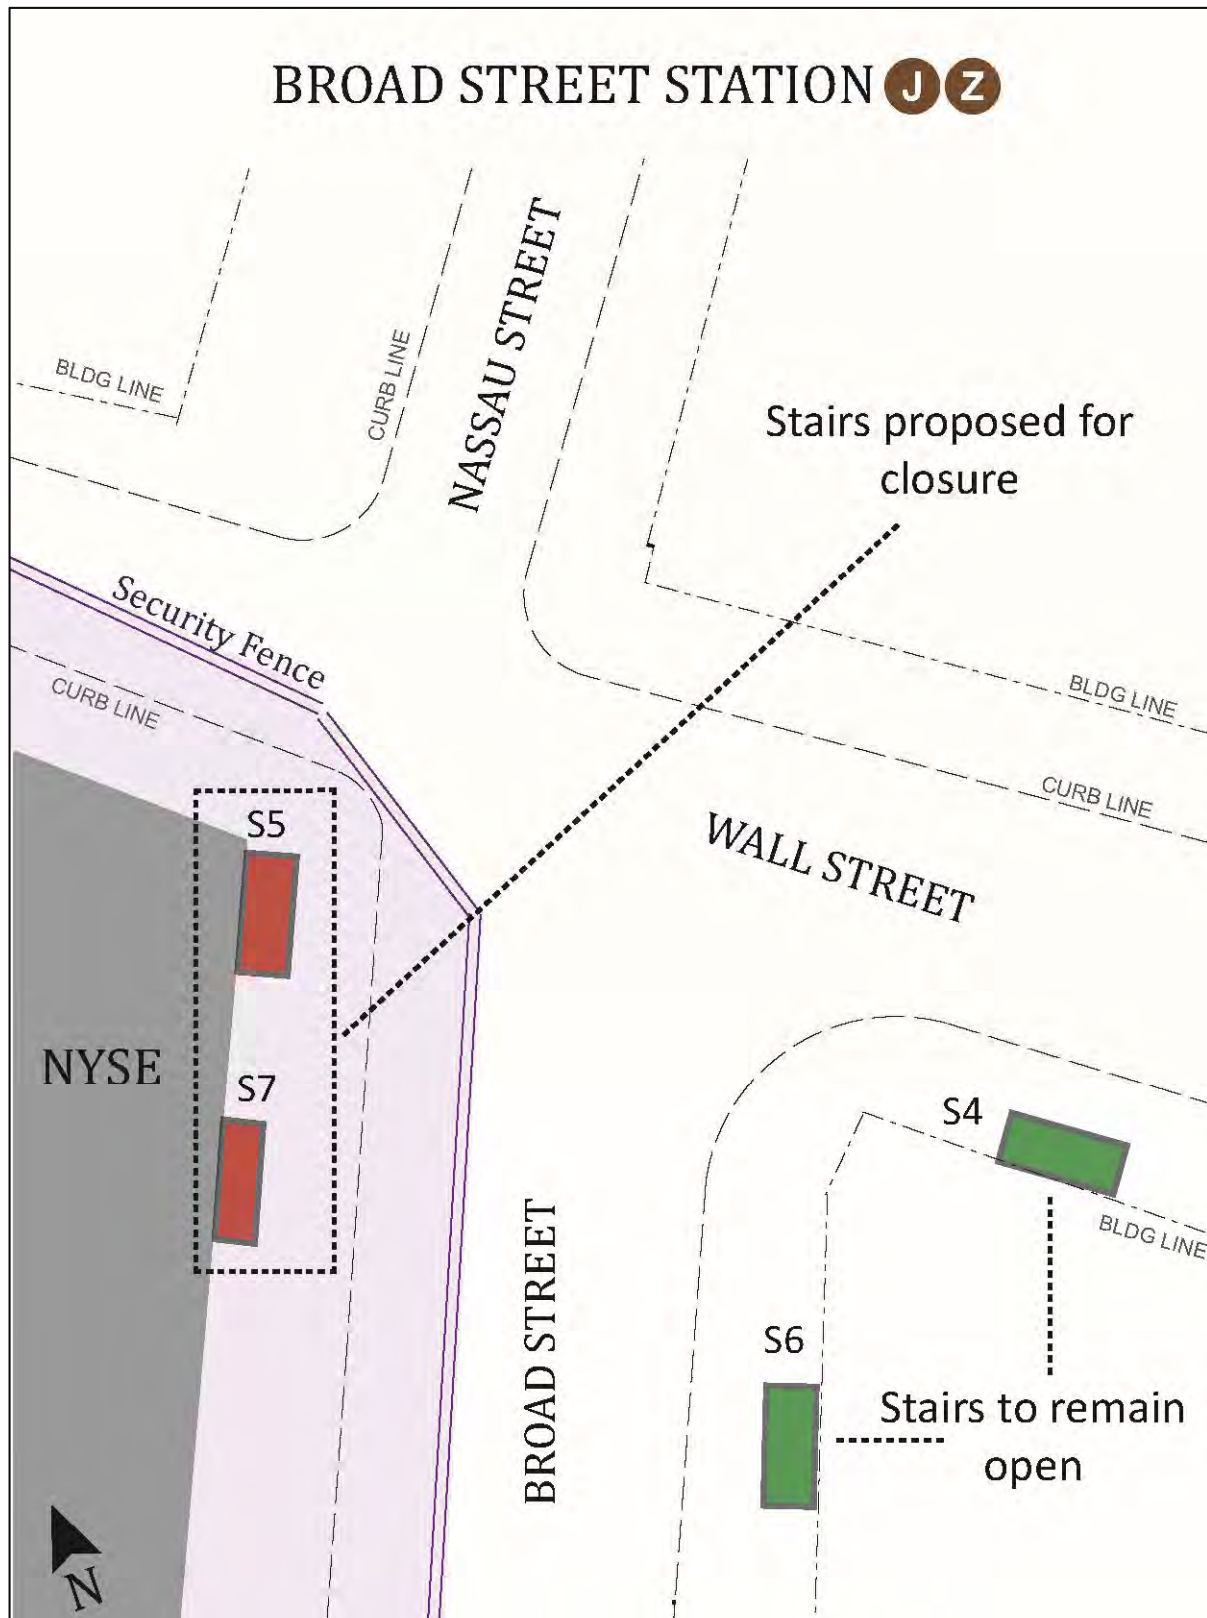 BROAD STREET STATION J Z
NASSAU STREET
BLDG LINE
CURB LINE
Stairs proposed for
closure
Security Fence
CURB LINE
BLDG LINE
CURB LINE
S5
WALL STREET
NYSE
S7
S4
BLDG LINE
BROAD STREET
S6
Stairs to remain
open
N